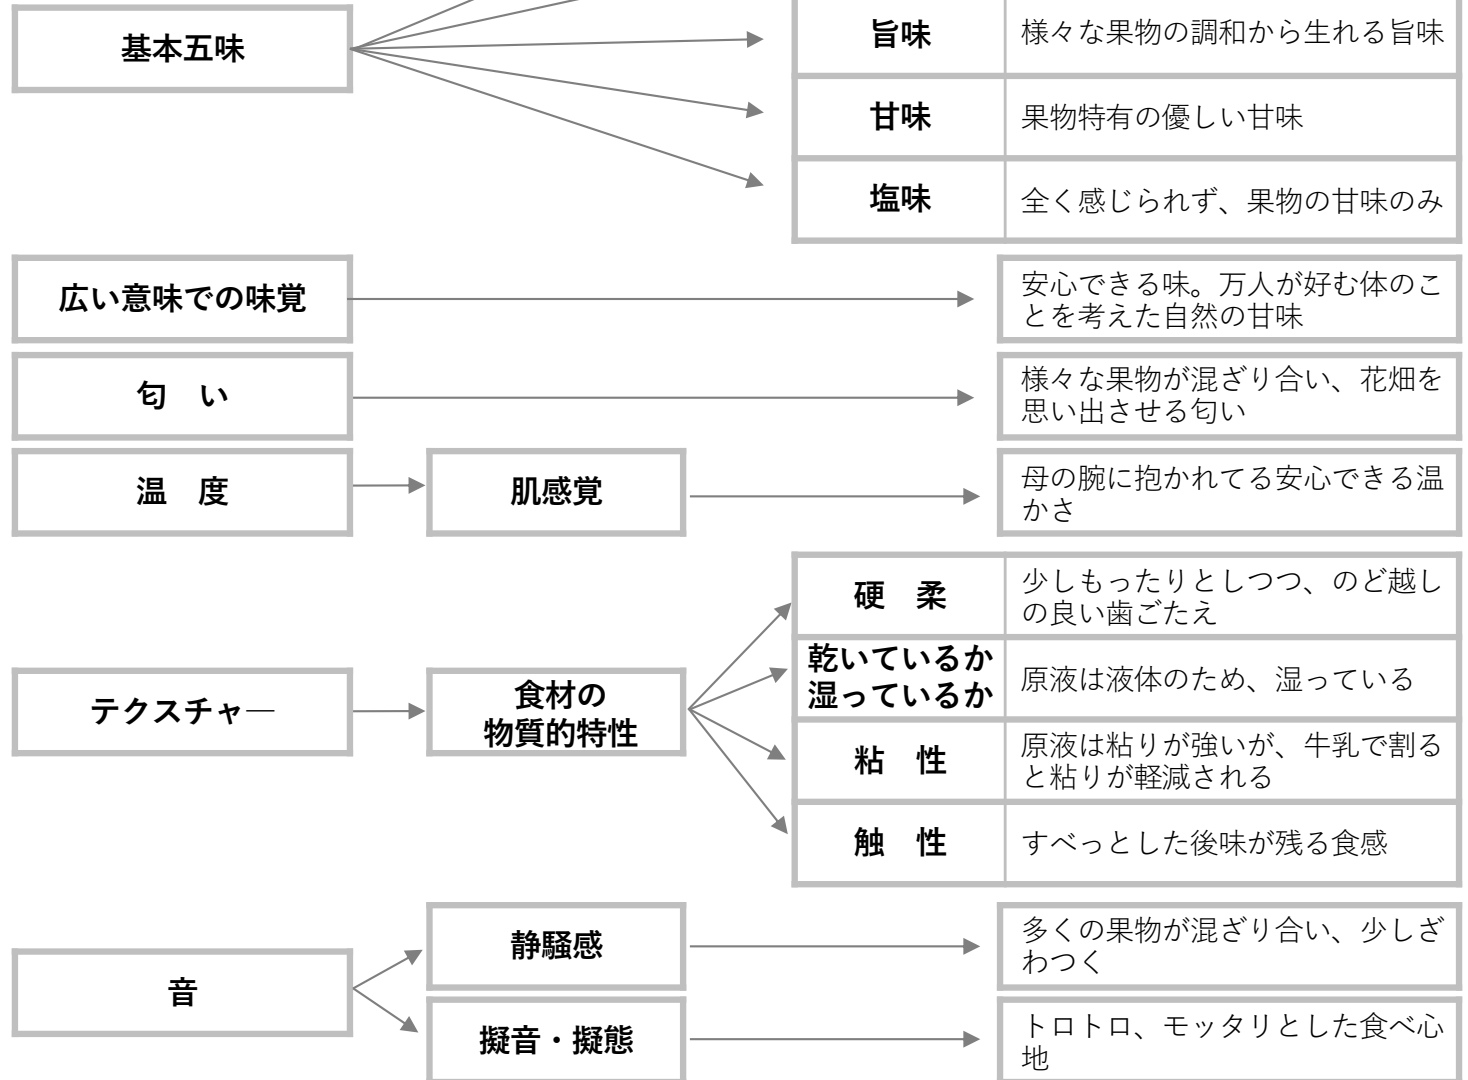 基本五味
旨味
様々な果物の調和から生れる旨味
甘味
果物特有の優しい甘味
塩味
全く感じられず、果物の甘味のみ
広い意味での味覚
安心できる味。万人が好む体のこ
とを考えた自然の甘味
匂　い
様々な果物が混ざり合い、花畑を
思い出させる匂い
温　度
肌感覚
母の腕に抱かれてる安心できる温
かさ
テクスチャ―
食材の
物質的特性
硬　柔
少しもったりとしつつ、のど越し
の良い歯ごたえ
乾いているか
湿っているか
原液は液体のため、湿っている
粘　性
原液は粘りが強いが、牛乳で割る
と粘りが軽減される
触　性
すべっとした後味が残る食感
音
静騒感
多くの果物が混ざり合い、少しざ
わつく
擬音・擬態
トロトロ、モッタリとした食べ心
地